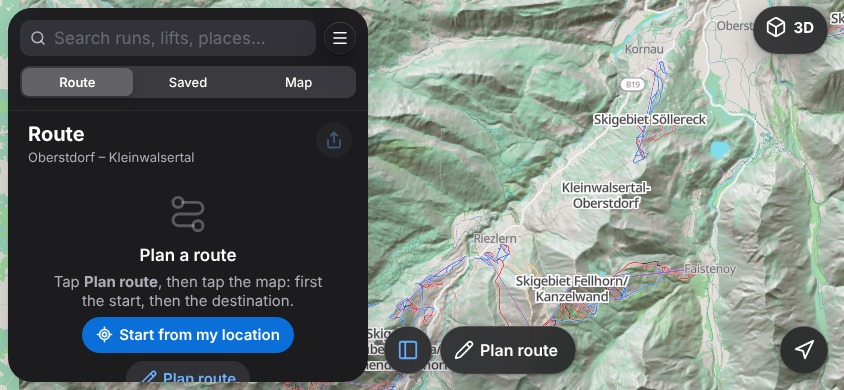 Search runs, lifts, places...
Route
Saved
Map
Route
Oberstdorf – Kleinwalsertal
Plan a route
Tap Plan route, then tap the map: first
the start, then the destination.
Start from my location
Plan route
Oberst
3D
Kornau
B19
Skigebiet Söllereck
Kleinwalsertal-
Oberstdorf
Riezlern
Skigebiet Fellhorn/
Kanzelwand
Faistenoy
Plan route